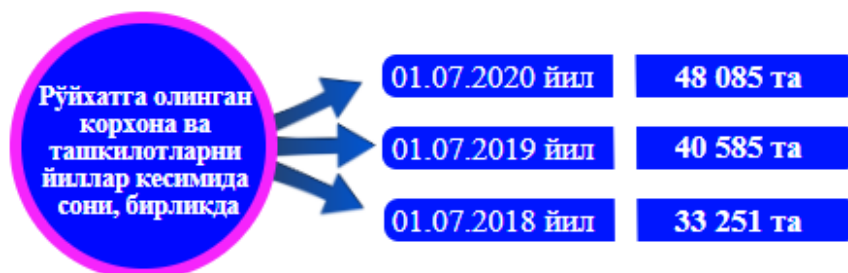 Рўйхатга олинган
корхона ва
ташкилотларни
йиллар кесимида
сони, бирликда
01.07.2020 йил 48 085 та
01.07.2019 йил 40 585 та
01.07.2018 йил 33 251 та